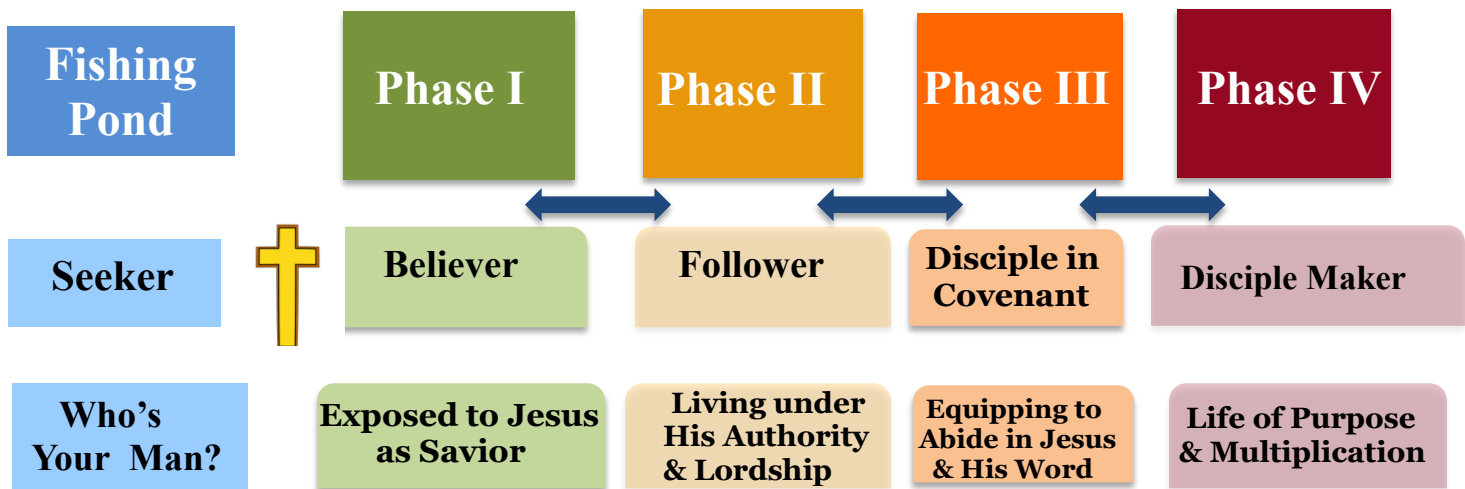 Fishing
Pond
Phase I
Phase II
Phase III
Phase IV
Seeker
Believer
Follower
Disciple in
Covenant
Disciple Maker
Who's
Your Man?
Exposed to Jesus
as Savior
Living under
His Authority
& Lordship
Equipping to
Abide in Jesus
& His Word
Life of Purpose
& Multiplication